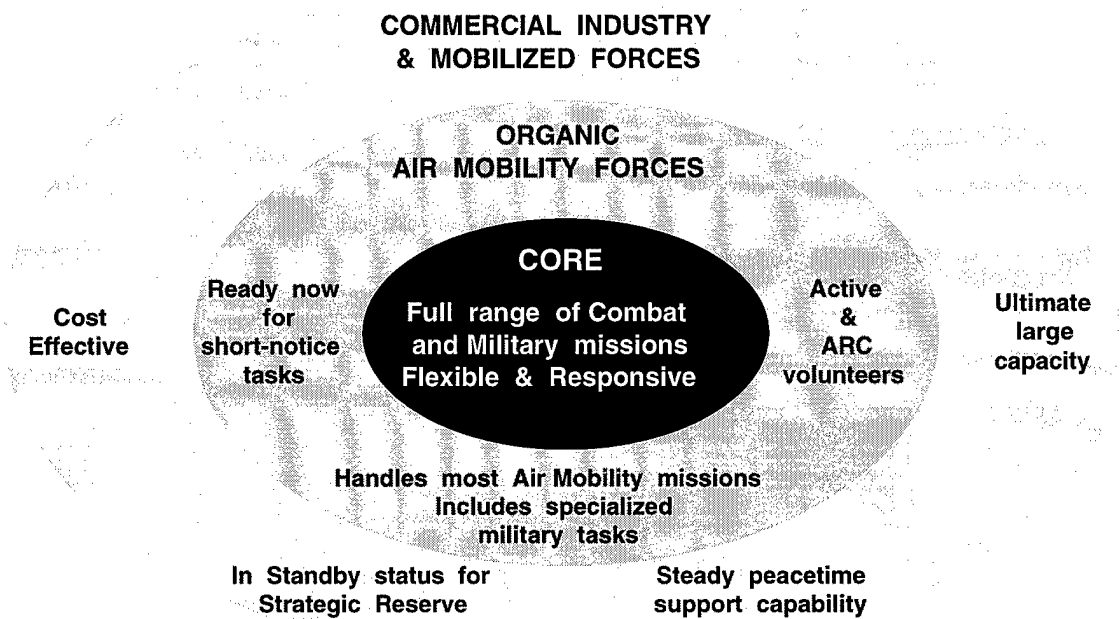 COMMERCIAL INDUSTRY
& MOBILIZED FORCES
ORGANIC
AIR MOBILITY FORCES
CORE
Full range of Combat
and Military missions
Flexible & Responsive
Ready now
for
short-notice
tasks
Active
&
ARC
volunteers
Cost
Effective
Ultimate
large
capacity
Handles most Air Mobility missions
Includes specialized
military tasks
In Standby status for
Strategic Reserve
Steady peacetime
support capability